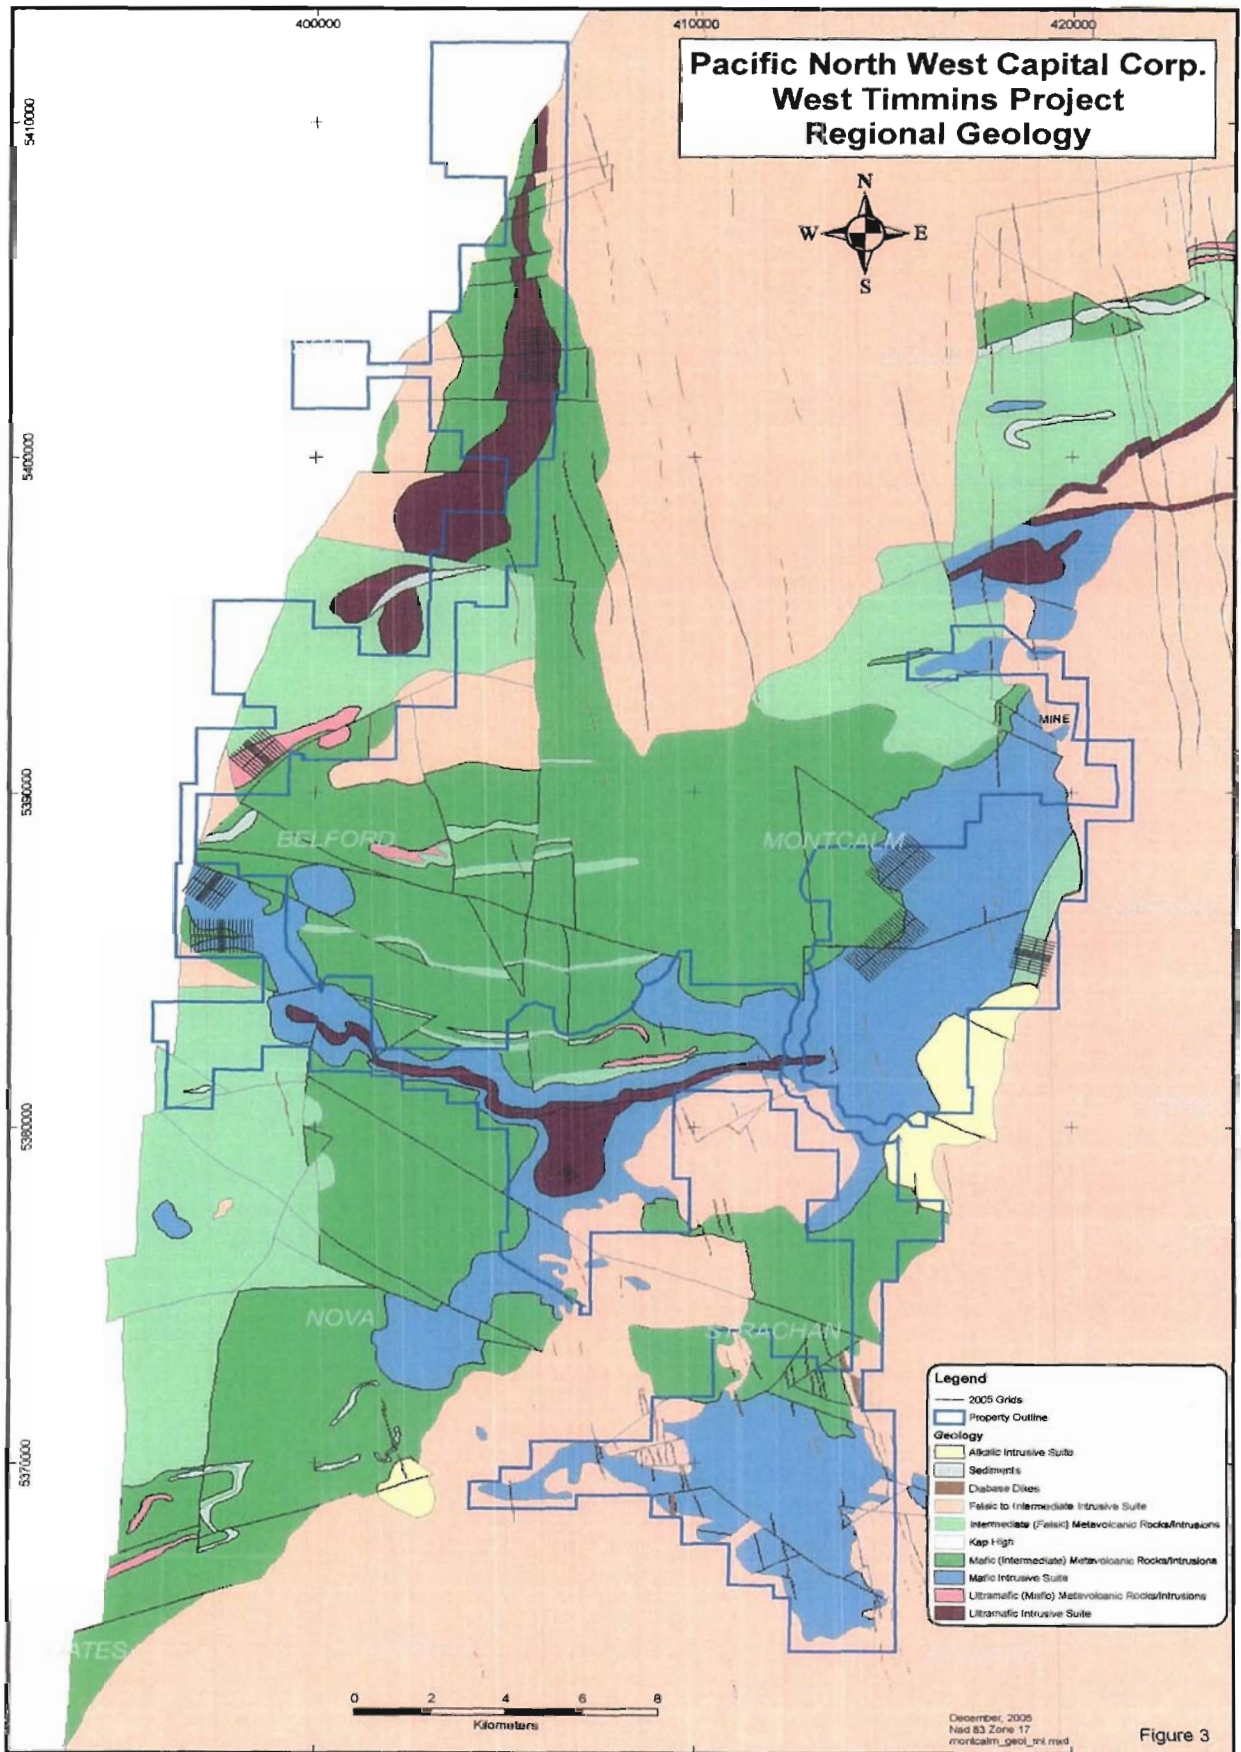 400000
410000
420000
Pacific North West Capital Corp.
West Timmins Project
Regional Geology
5410000
N
W
E
S
5400000
MINE
5390000
BELFORD
MONTCALM
5380000
NOVA
STRACHAN
Legend
2005 Grids
Property Outline
Geology
Alkalic Intrusive Suite
Sediments
Diabase Dikes
Felsic to Intermediate Intrusive Suite
Intermediate (Felsic) Metavolcanic Rocks/Intrusions
Kap High
Mafic (Intermediate) Metavolcanic Rocks/Intrusions
Mafic Intrusive Suite
Ultramafic (Mafic) Metavolcanic Rocks/Intrusions
Ultramafic Intrusive Suite
5370000
0 2 4 6 8
Kilometers
December, 2005
Nad 83 Zone 17
Figure 3